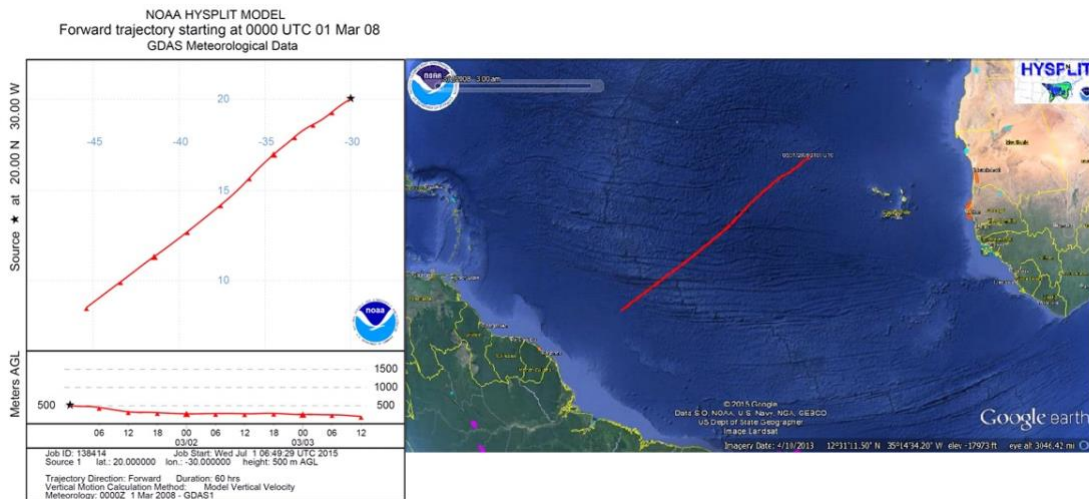 NOAA HYSPLIT MODEL
Forward trajectory starting at 0000 UTC 01 Mar 08
GDAS Meteorological Data
Source ★ at 20.00 N 30.00 W
20
-45
-40
-35
-30
15
10
noaa
Meters AGL
1500
1000
500
500
06 12 18 00 06 12 18 00 06 12
03/02 03/03
Job ID: 138414 Job Start: Wed Jul 1 06:49:29 UTC 2015
Source 1 lat.: 20.000000 lon.: -30.000000 height: 500 m AGL
Trajectory Direction: Forward Duration: 60 hrs
Vertical Motion Calculation Method: Model Vertical Velocity
Meteorology: 0000Z 1 Mar 2008 - GDAS1
noaa
3:00 am
HYSPLIT
© 2015 Google
Data SIO, NOAA, U.S. Navy, NGA, GEBCO
US Dept of State Geographer
Image Landsat
Google earth
Imagery Date: 4/10/2013 12°31'11.50" N 35°14'34.20" W elev -17973 ft eye alt 3046.42 mi